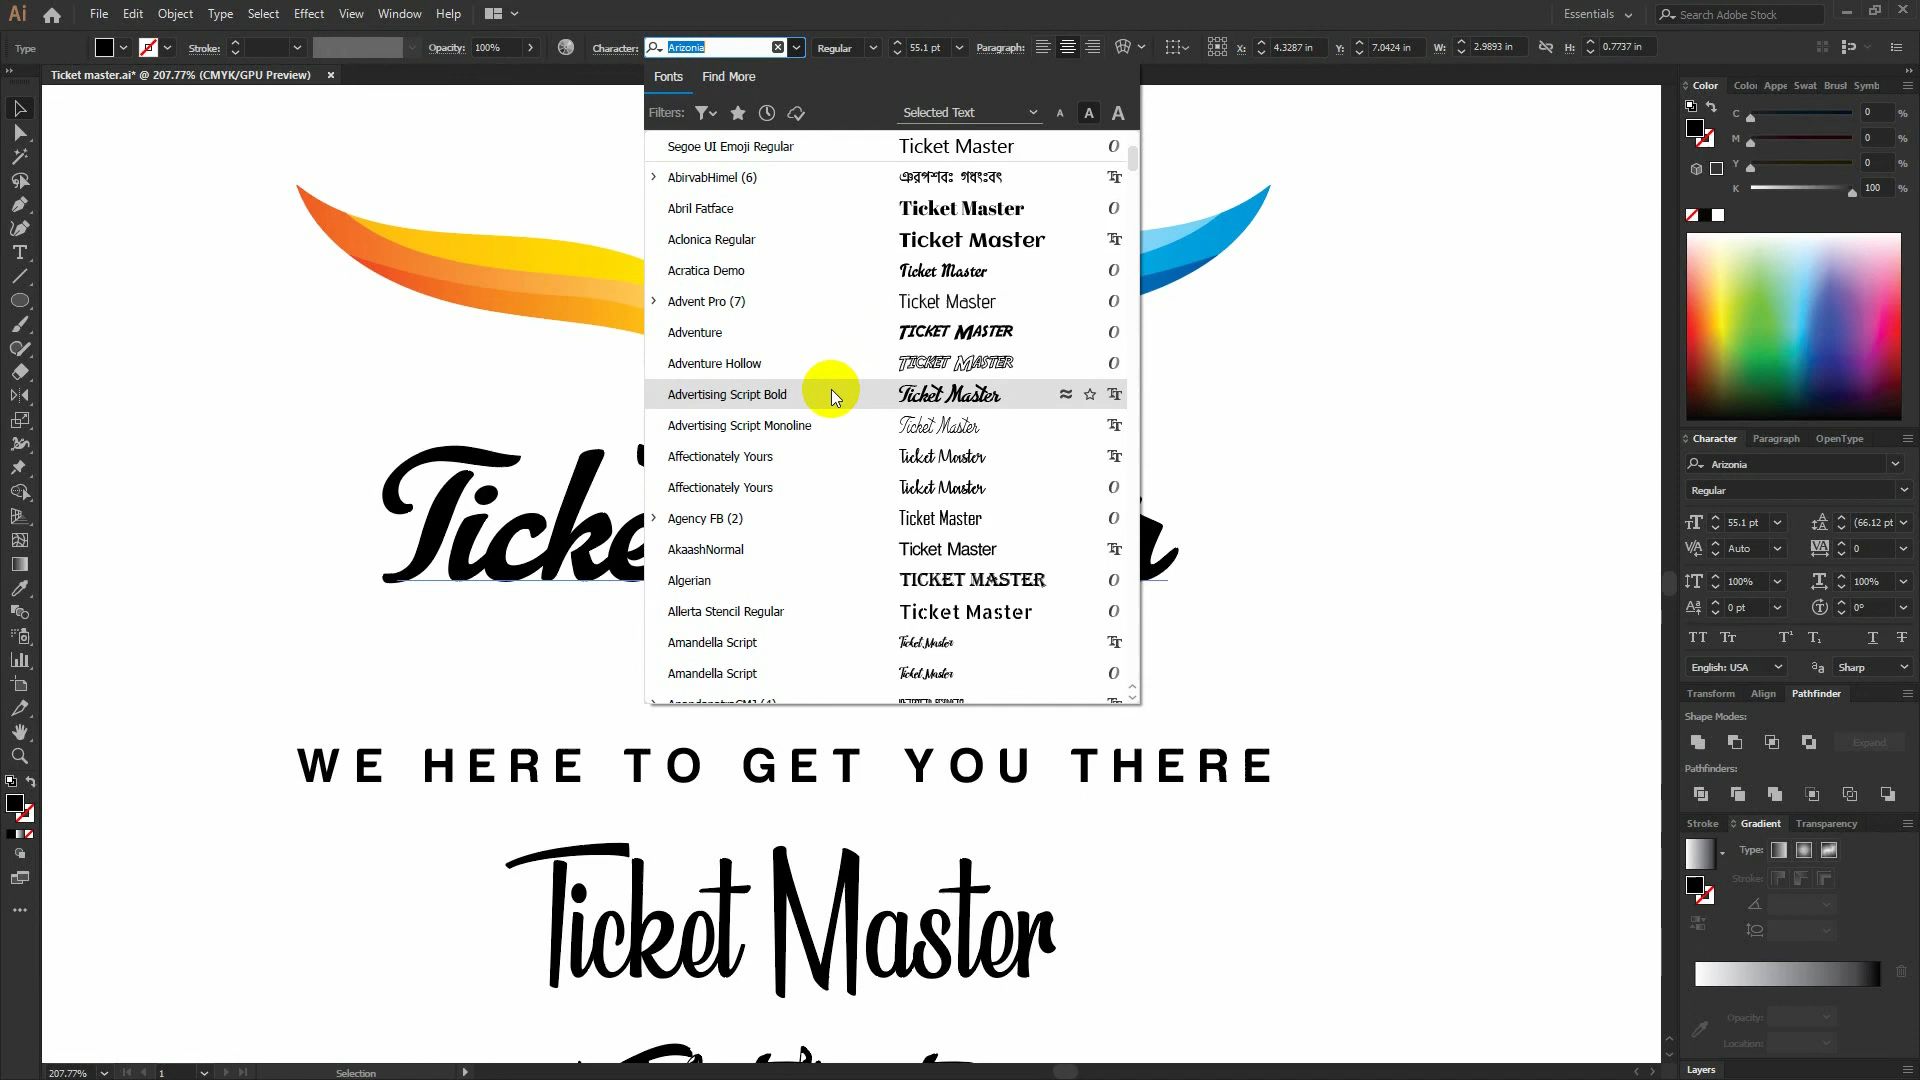 Ai File Edit Object Type Select Effect View Window Help Essentials Search Adobe Stock
Type Stroke: Opacity: 100% Character: Arizonia Regular 55.1 pt Paragraph: X: 4.3287 in Y: 7.0424 in W: 2.9893 in H: 0.7737 in
Ticket master.ai* @ 207.77% (CMYK/GPU Preview)
Fonts Find More
Filters: Selected Text A A A
Segoe UI Emoji Regular Ticket Master
AbirvabHimel (6)
Abril Fatface Ticket Master
Aclonica Regular Ticket Master
Acratica Demo Ticket Master
Advent Pro (7) Ticket Master
Adventure TICKET MASTER
Adventure Hollow TICKET MASTER
Advertising Script Bold Ticket Master
Advertising Script Monoline Ticket Master
Affectionately Yours Ticket Master
Affectionately Yours Ticket Master
Agency FB (2) Ticket Master
AkaashNormal Ticket Master
Algerian TICKET MASTER
Allerta Stencil Regular Ticket Master
Amandella Script Ticket Master
Amandella Script Ticket Master
Ticke
WE HERE TO GET YOU THERE
Ticket Master
Color Colo Appe Swat Brusl Symb
C 0 %
M 0 %
Y 0 %
K 100 %
Character Paragraph OpenType
Arizonia
Regular
55.1 pt (66.12 pt
Auto 0
100% 100%
0 pt 0°
English: USA Sharp
Transform Align Pathfinder
Shape Modes:
Expand
Pathfinders:
Stroke Gradient Transparency
Type:
Stroke:
Opacity:
Location:
Layers
207.77% 1 Selection